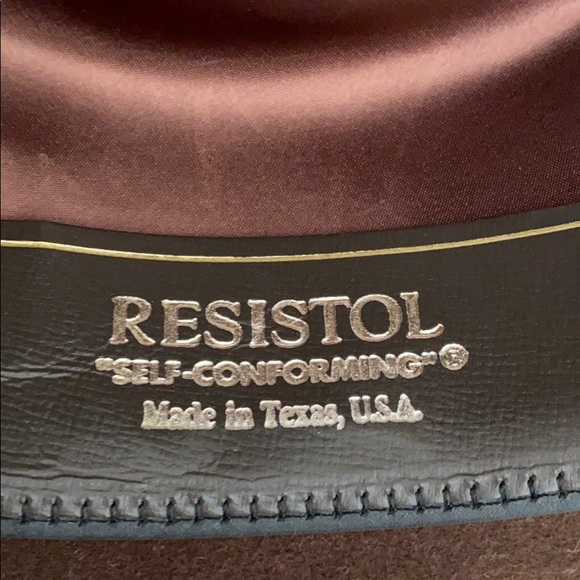 RESISTOL
"SELF-CONFORMING"®
Made in Texas, U.S.A.